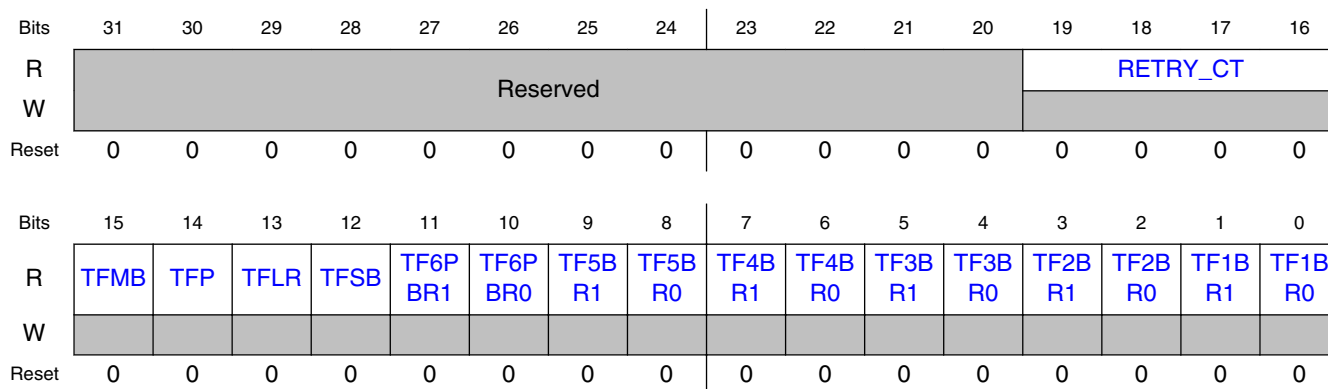 Bits 31 30 29 28 27 26 25 24 23 22 21 20 19 18 17 16
R Reserved RETRY_CT
W
Reset 0 0 0 0 0 0 0 0 0 0 0 0 0 0 0 0
Bits 15 14 13 12 11 10 9 8 7 6 5 4 3 2 1 0
R TFMB TFP TFLR TFSB TF6P TF6P TF5B TF5B TF4B TF4B TF3B TF3B TF2B TF2B TF1B TF1B
BR1 BR0 R1 R0 R1 R0 R1 R0 R1 R0 R1 R0
W
Reset 0 0 0 0 0 0 0 0 0 0 0 0 0 0 0 0